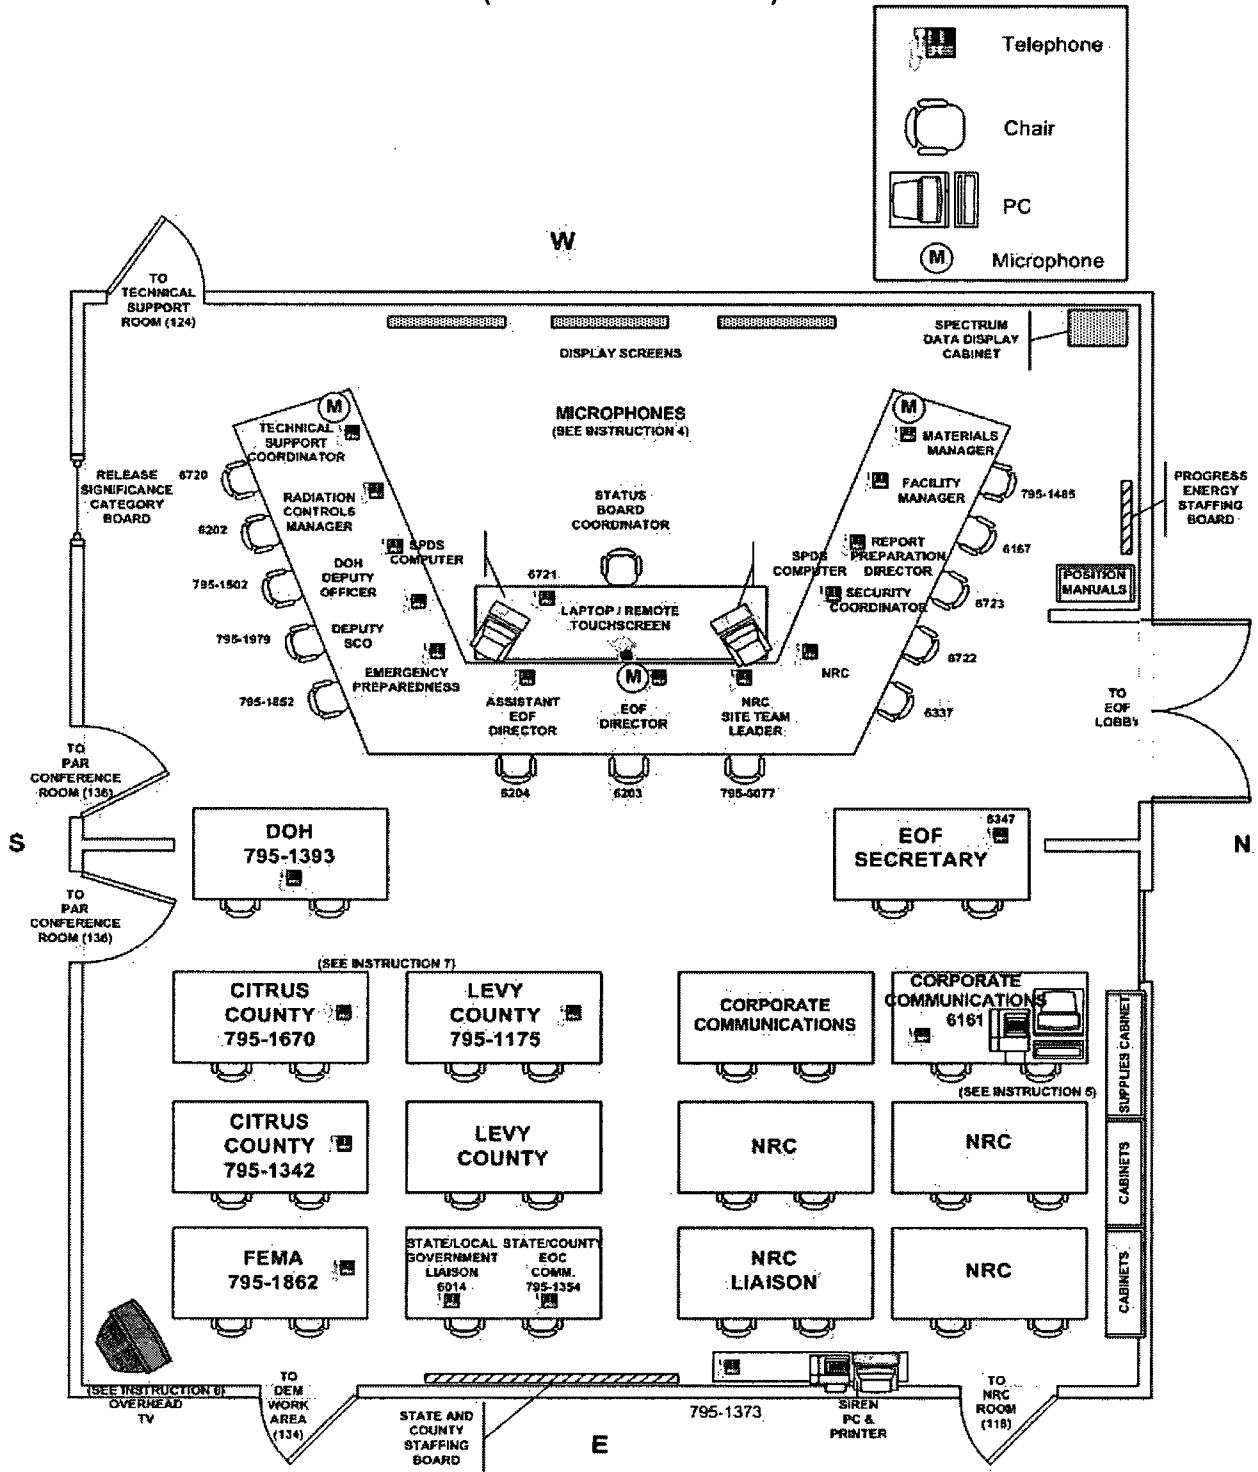 Telephone
Chair
PC
M
Microphone
W
TO
TECHNICAL
SUPPORT
ROOM (124)
DISPLAY SCREENS
SPECTRUM
DATA DISPLAY
CABINET
M
MICROPHONES
(SEE INSTRUCTION 4)
M
TECHNICAL
SUPPORT
COORDINATOR
MATERIALS
MANAGER
RELEASE
SIGNIFICANCE
CATEGORY
BOARD
6720
RADIATION
CONTROLS
MANAGER
STATUS
BOARD
COORDINATOR
FACILITY
MANAGER
795-1485
PROGRESS
ENERGY
STAFFING
BOARD
6202
SPDS
COMPUTER
SPDS
COMPUTER
REPORT
PREPARATION
DIRECTOR
6167
795-1502
DOH
DEPUTY
OFFICER
6721
LAPTOP / REMOTE
TOUCHSCREEN
SECURITY
COORDINATOR
6723
POSITION
MANUALS
795-1979
DEPUTY
SCO
6722
EMERGENCY
PREPAREDNESS
M
NRC
795-1852
ASSISTANT
EOF
DIRECTOR
EOF
DIRECTOR
NRC
SITE TEAM
LEADER
6337
TO
EOF
LOBBY
6204
6203
795-5077
TO
PAR
CONFERENCE
ROOM (136)
S
DOH
795-1393
EOF
SECRETARY
6347
N
TO
PAR
CONFERENCE
ROOM (136)
(SEE INSTRUCTION 7)
CITRUS
COUNTY
795-1670
LEVY
COUNTY
795-1175
CORPORATE
COMMUNICATIONS
CORPORATE
COMMUNICATIONS
6161
SUPPLIES CABINET
(SEE INSTRUCTION 5)
CITRUS
COUNTY
795-1342
LEVY
COUNTY
NRC
NRC
CABINETS
FEMA
795-1862
STATE/LOCAL
GOVERNMENT
LIAISON
6014
STATE/COUNTY
EOC
COMM.
795-1354
NRC
LIAISON
NRC
CABINETS
(SEE INSTRUCTION 6)
OVERHEAD
TV
TO
DEM
WORK
AREA
(134)
STATE AND
COUNTY
STAFFING
BOARD
E
795-1373
SIREN
PC &
PRINTER
TO
NRC
ROOM
(118)